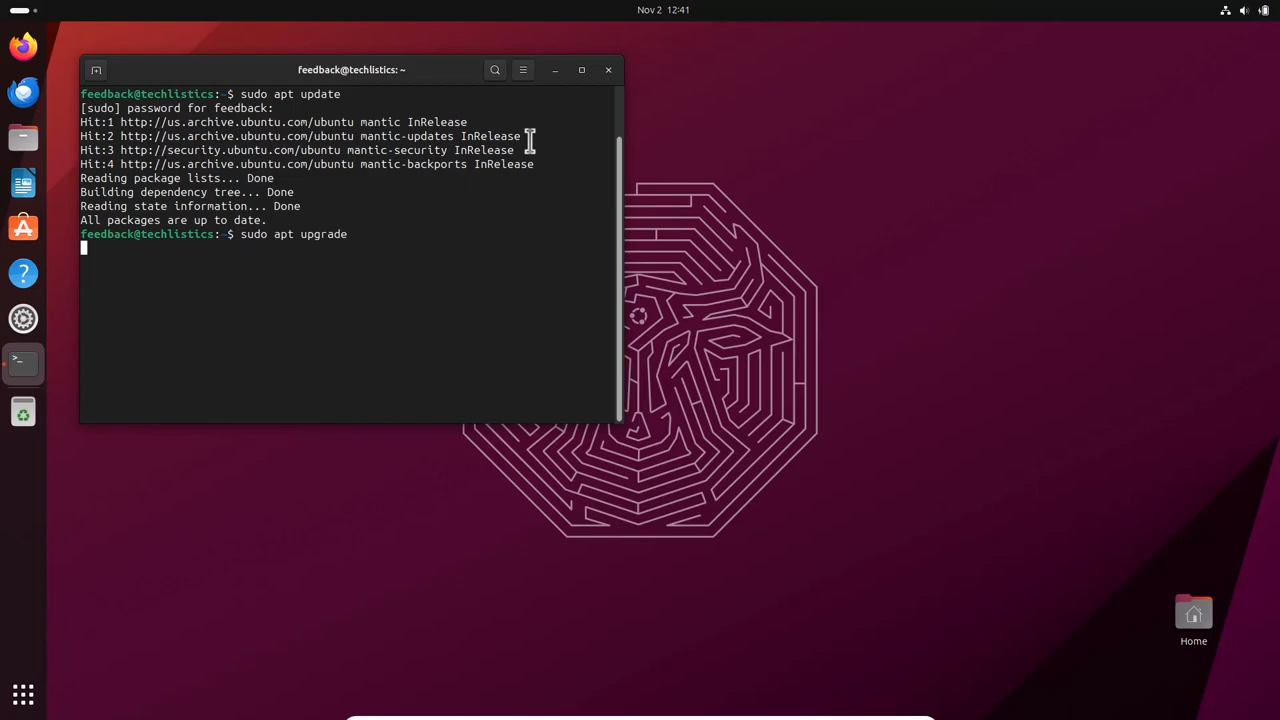 Nov 2 12:41
feedback@techlistics: ~
feedback@techlistics:~$ sudo apt update
[sudo] password for feedback:
Hit:1 http://us.archive.ubuntu.com/ubuntu mantic InRelease
Hit:2 http://us.archive.ubuntu.com/ubuntu mantic-updates InRelease
Hit:3 http://security.ubuntu.com/ubuntu mantic-security InRelease
Hit:4 http://us.archive.ubuntu.com/ubuntu mantic-backports InRelease
Reading package lists... Done
Building dependency tree... Done
Reading state information... Done
All packages are up to date.
feedback@techlistics:~$ sudo apt upgrade
Home